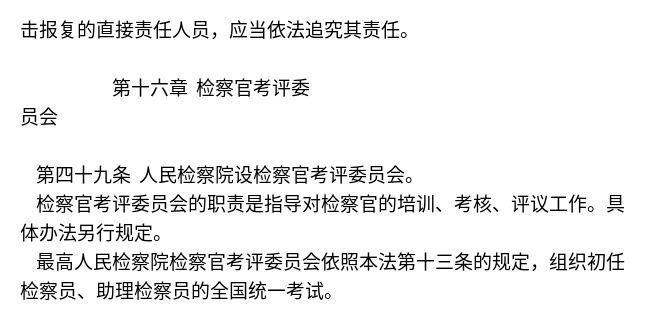 击报复的直接责任人员，应当依法追究其责任。
第十六章 检察官考评委
员会
第四十九条 人民检察院设检察官考评委员会。
检察官考评委员会的职责是指导对检察官的培训、考核、评议工作。具
体办法另行规定。
最高人民检察院检察官考评委员会依照本法第十三条的规定，组织初任
检察员、助理检察员的全国统一考试。